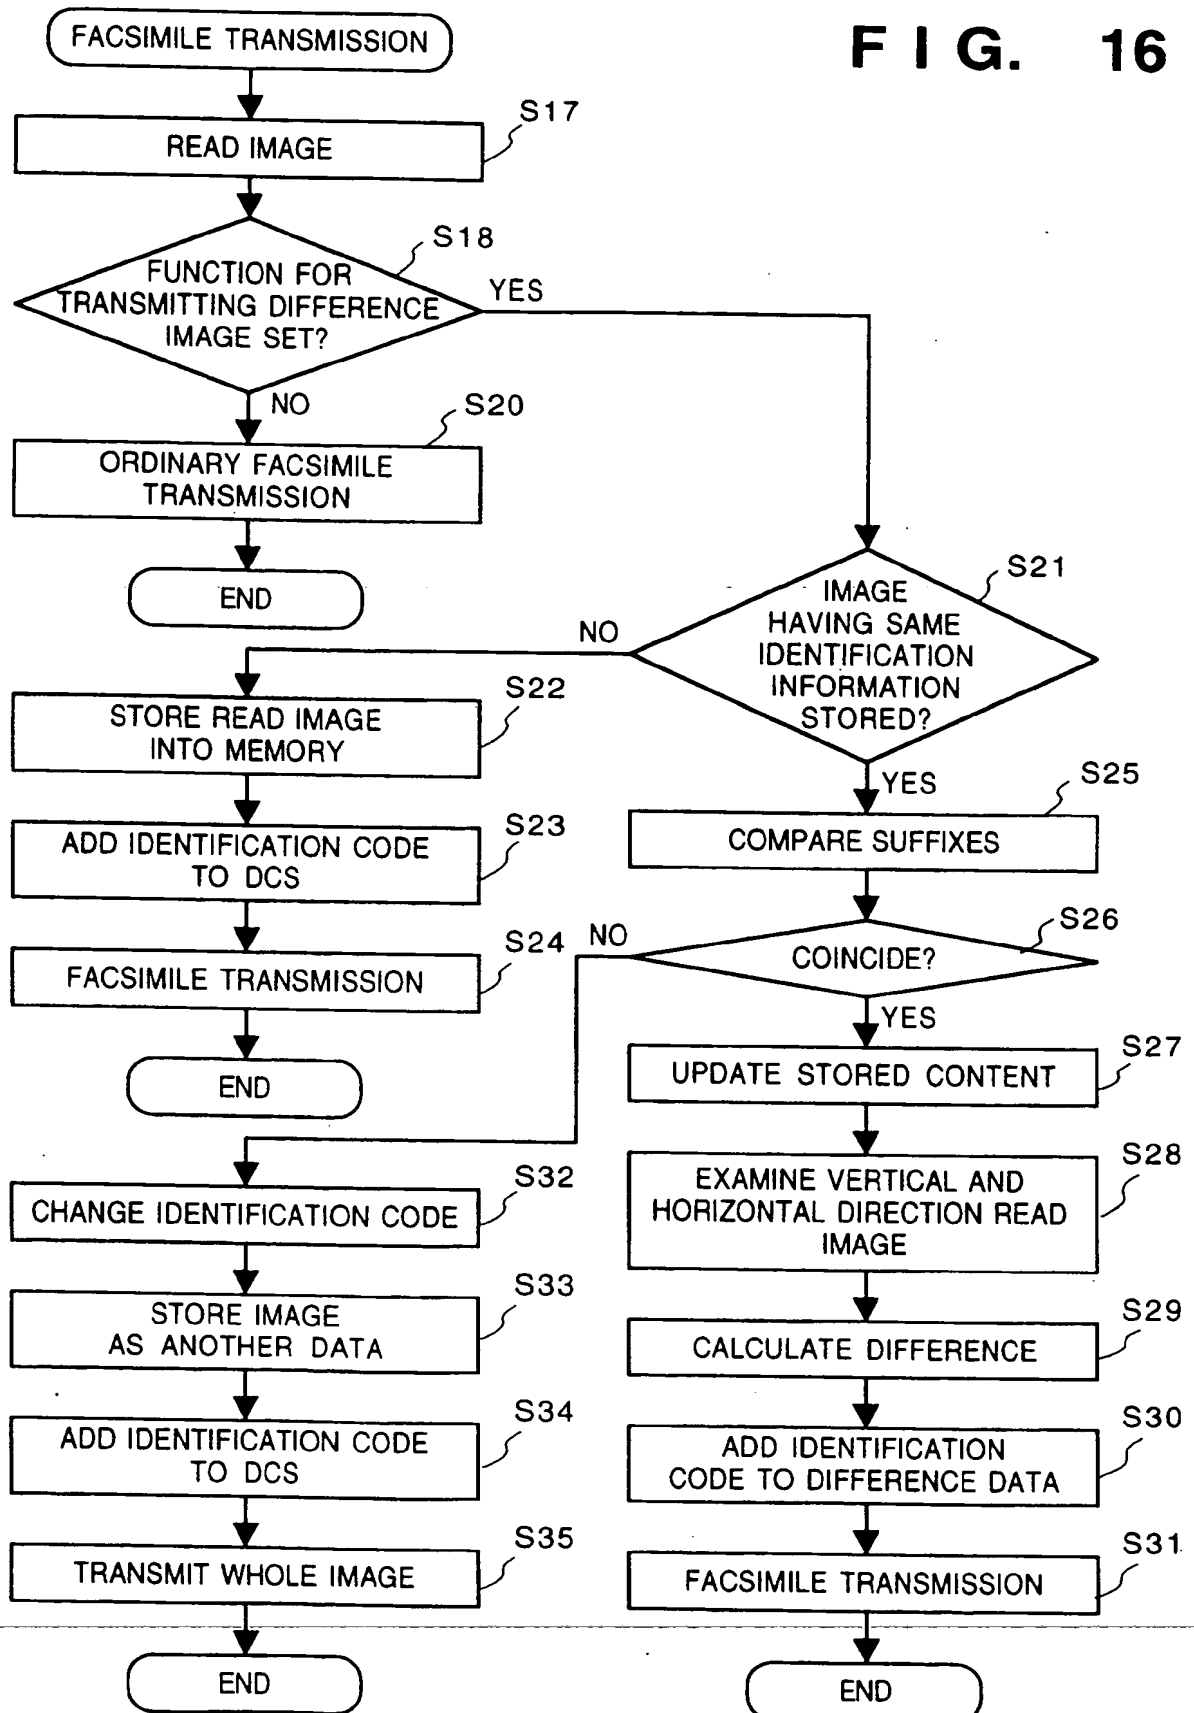 FACSIMILE TRANSMISSION
FIG. 16
S17
READ IMAGE
S18
FUNCTION FOR
TRANSMITTING DIFFERENCE
IMAGE SET?
YES
NO
S20
ORDINARY FACSIMILE
TRANSMISSION
END
S21
IMAGE
HAVING SAME
IDENTIFICATION
INFORMATION
STORED?
NO
YES
S22
STORE READ IMAGE
INTO MEMORY
S23
ADD IDENTIFICATION CODE
TO DCS
S24
FACSIMILE TRANSMISSION
END
S25
COMPARE SUFFIXES
S26
COINCIDE?
NO
YES
S27
UPDATE STORED CONTENT
S28
EXAMINE VERTICAL AND
HORIZONTAL DIRECTION READ
IMAGE
S29
CALCULATE DIFFERENCE
S30
ADD IDENTIFICATION
CODE TO DIFFERENCE DATA
S31
FACSIMILE TRANSMISSION
END
S32
CHANGE IDENTIFICATION CODE
S33
STORE IMAGE
AS ANOTHER DATA
S34
ADD IDENTIFICATION CODE
TO DCS
S35
TRANSMIT WHOLE IMAGE
END